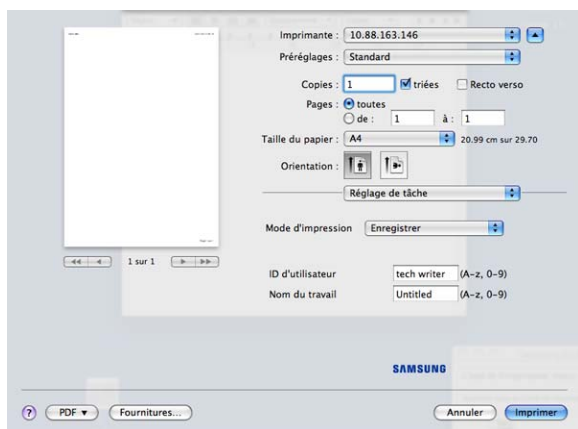 Imprimante : 10.88.163.146
Préréglages : Standard
Copies : 1 triées Recto verso
Pages : toutes
de : 1 à : 1
Taille du papier : A4 20.99 cm sur 29.70
Orientation :
Réglage de tâche
Mode d'impression Enregistrer
1 sur 1
ID d'utilisateur tech writer (A-z, 0-9)
Nom du travail Untitled (A-z, 0-9)
SAMSUNG
? PDF ▼ Fournitures... Annuler Imprimer